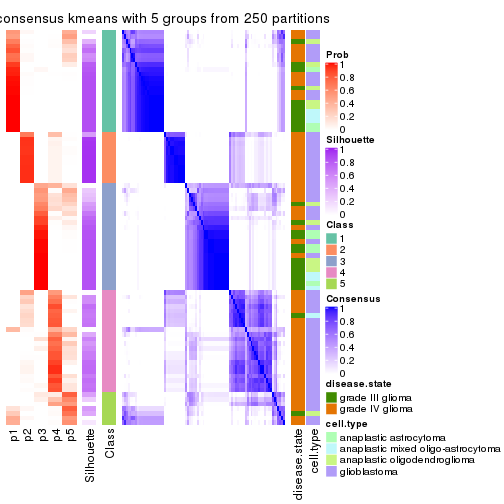 consensus kmeans with 5 groups from 250 partitions
Prob
1
0.8
0.6
0.4
0.2
0
Silhouette
1
0.8
0.6
0.4
0.2
0
Class
1
2
3
4
5
Consensus
1
0.8
0.6
0.4
0.2
0
disease.state
grade III glioma
grade IV glioma
cell.type
anaplastic astrocytoma
anaplastic mixed oligo-astrocytoma
anaplastic oligodendroglioma
glioblastoma
p1
p2
p3
p4
p5
Silhouette
Class
disease.state
cell.type